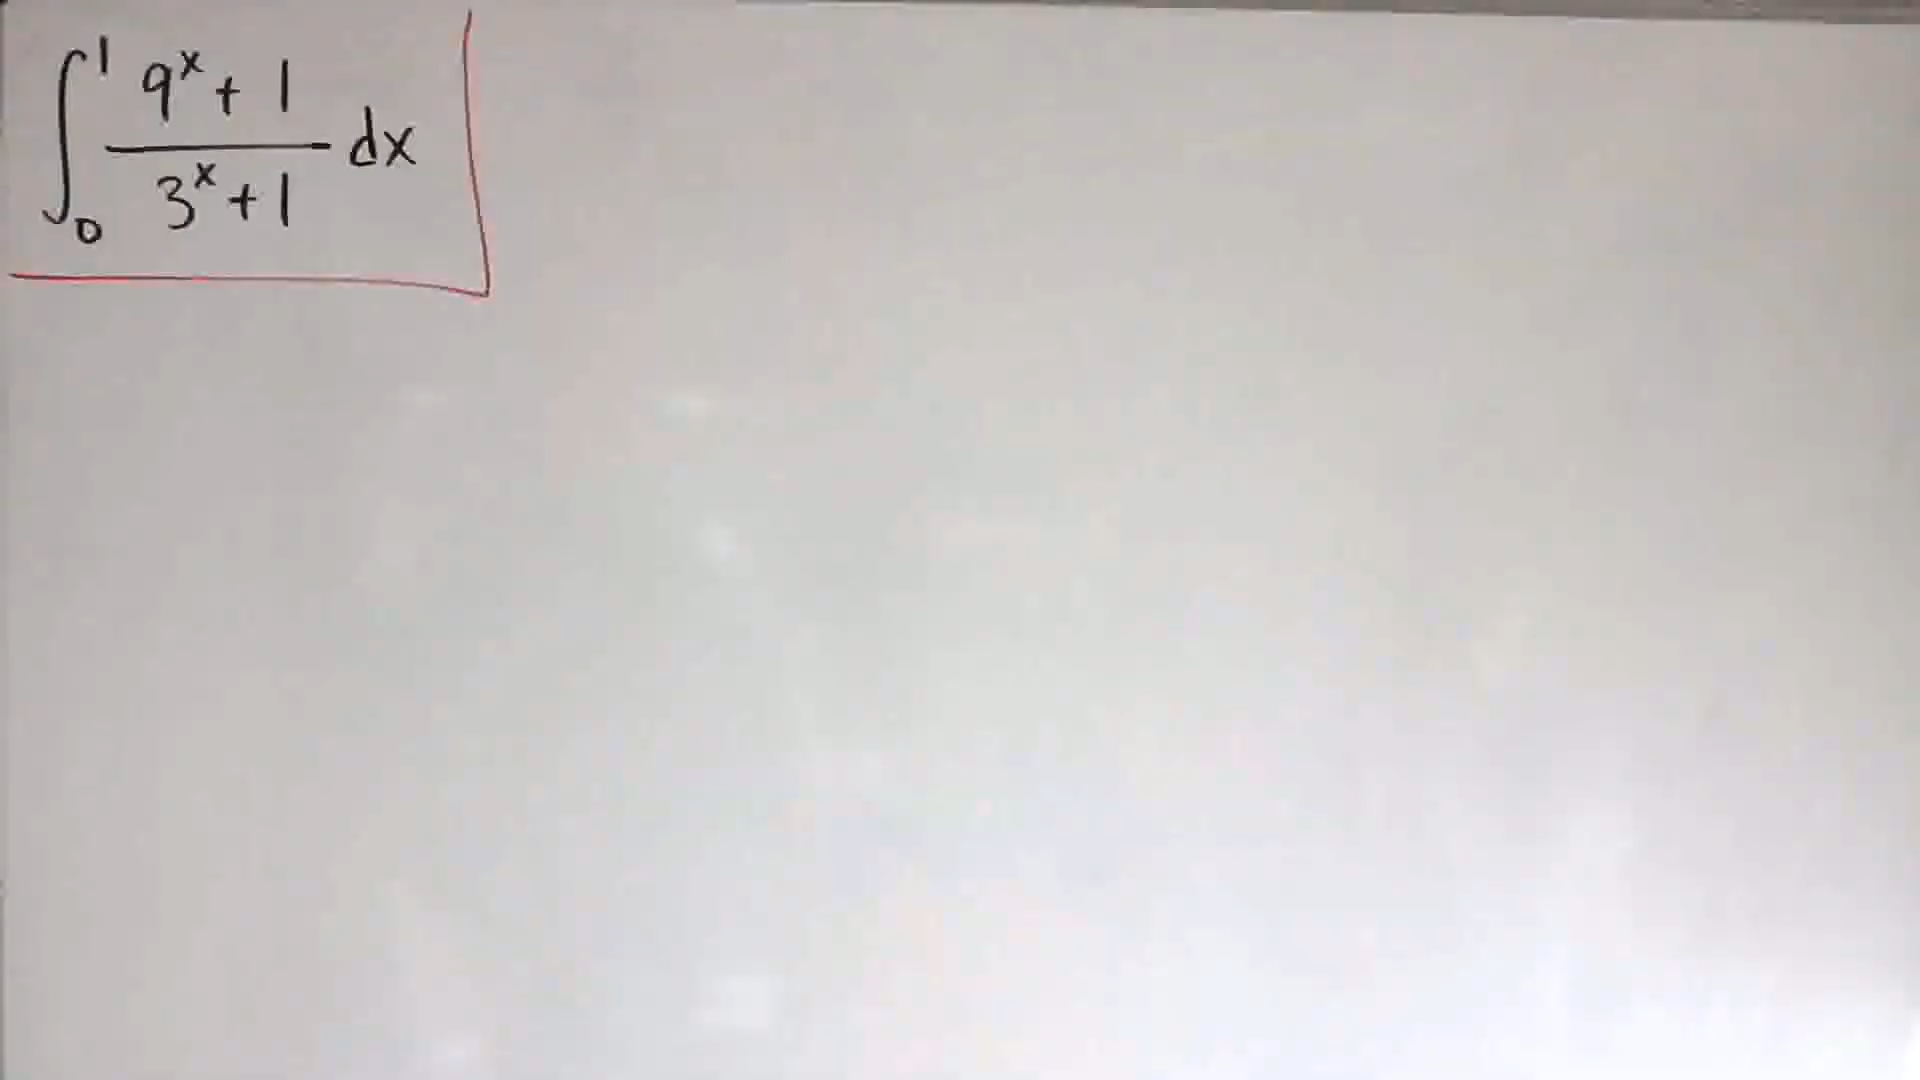 ∫₀¹ (9ˣ + 1)/(3ˣ + 1) dx